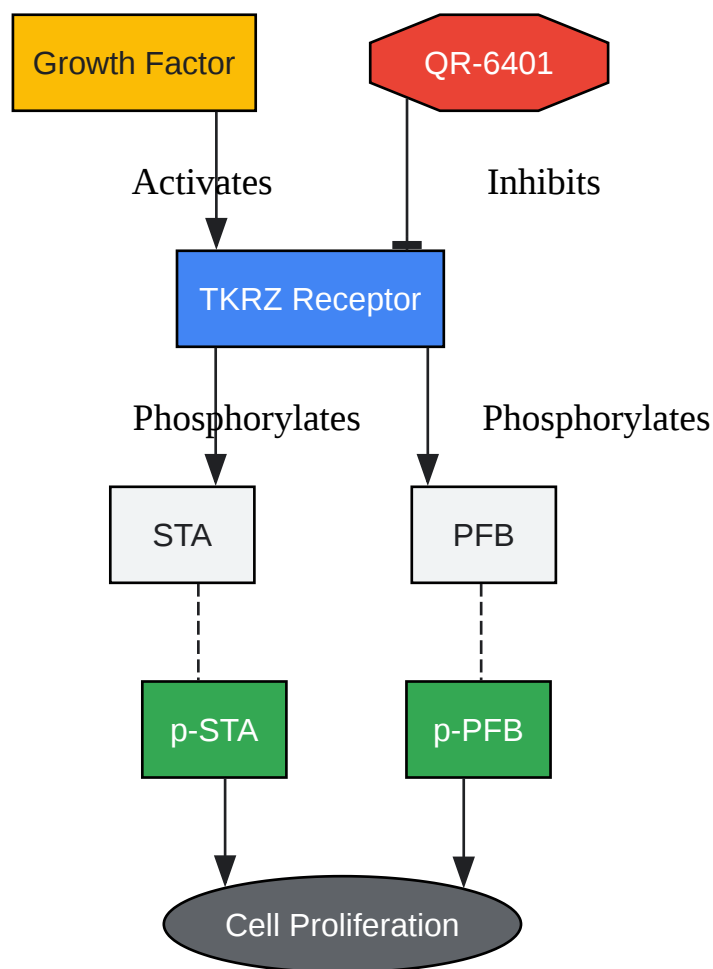 Growth Factor
QR-6401
Activates
Inhibits
TKRZ Receptor
Phosphorylates
Phosphorylates
STA
PFB
p-STA
p-PFB
Cell Proliferation